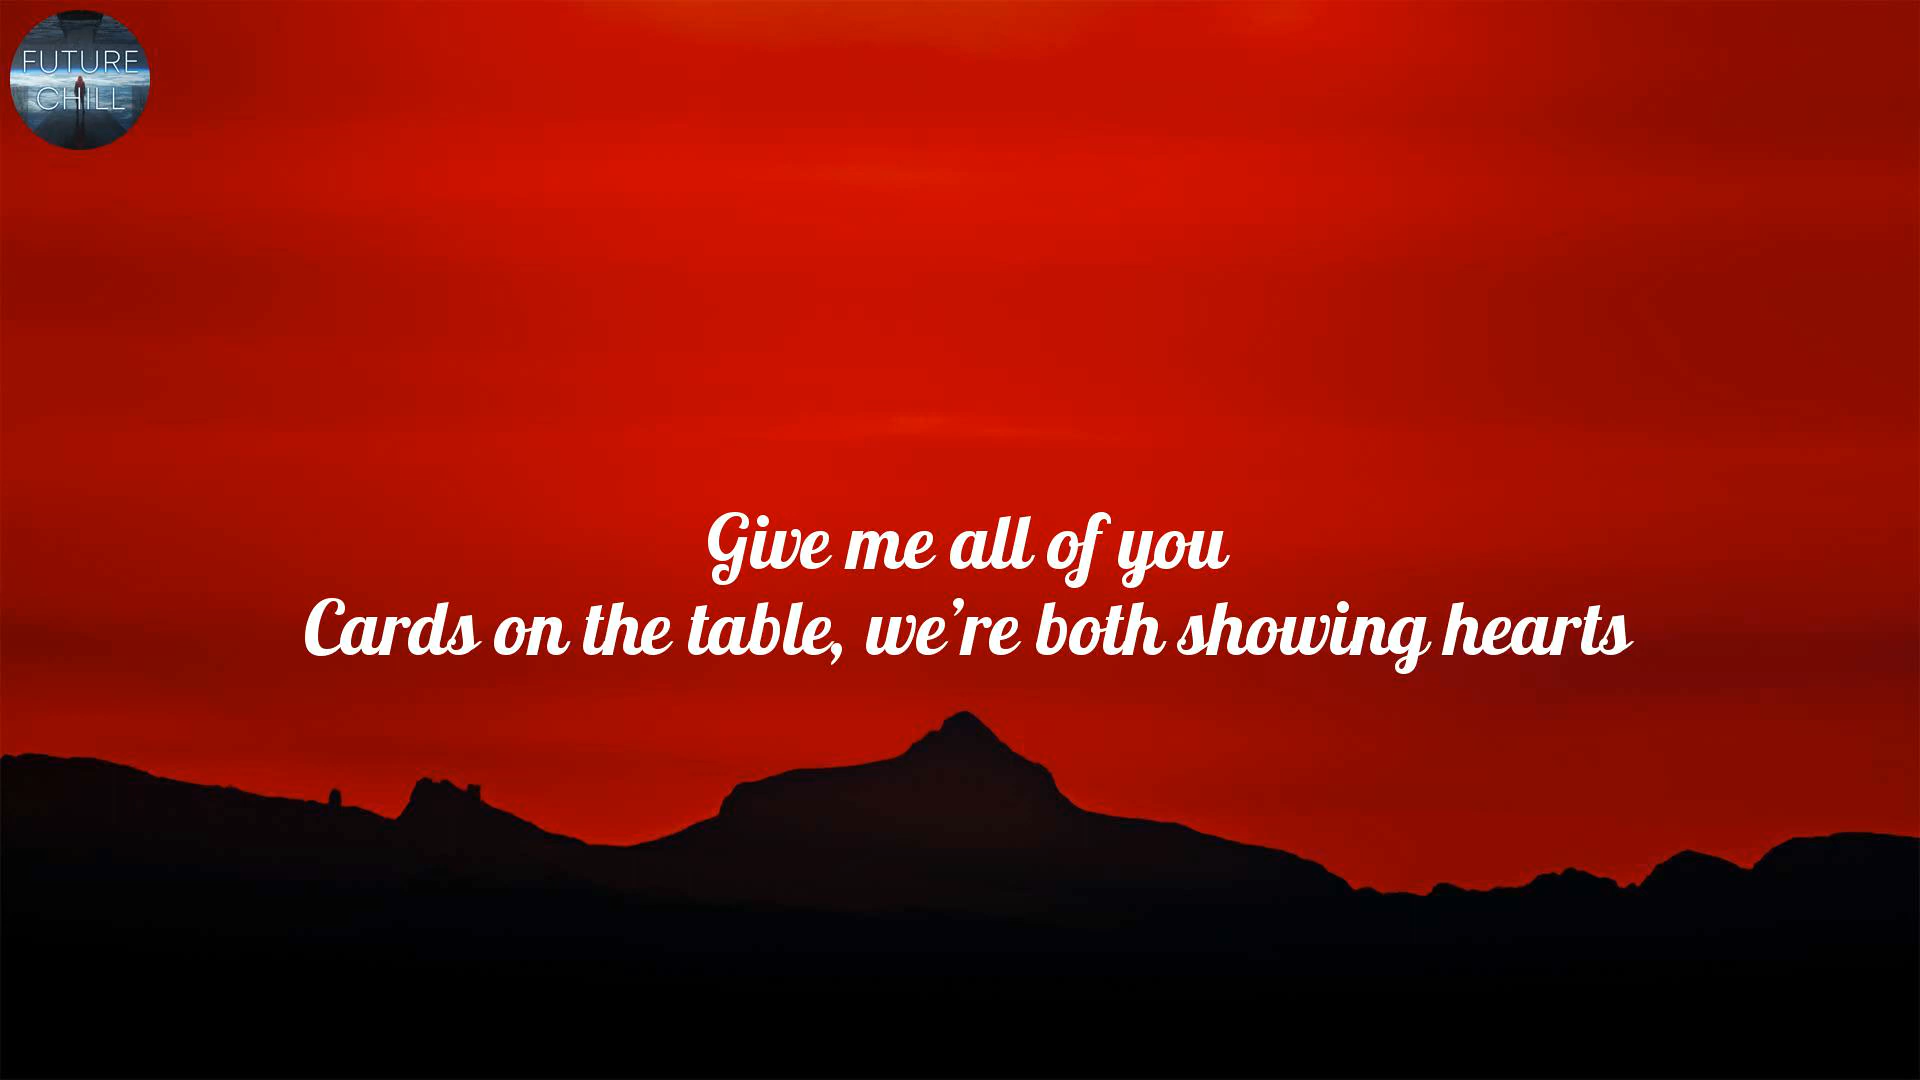 FUTURE
CHILL
Give me all of you
Cards on the table, we're both showing hearts